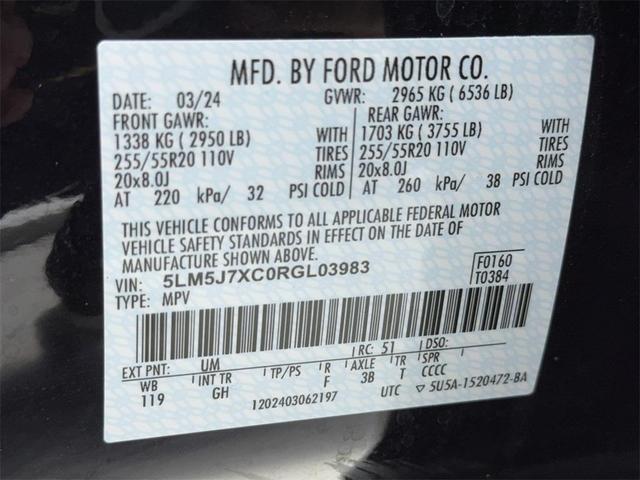 MFD. BY FORD MOTOR CO.
DATE: 03/24 GVWR: 2965 KG ( 6536 LB)
FRONT GAWR: REAR GAWR:
1338 KG ( 2950 LB) WITH 1703 KG ( 3755 LB) WITH
255/55R20 110V TIRES 255/55R20 110V TIRES
20x8.0J RIMS 20x8.0J RIMS
AT 220 kPa/ 32 PSI COLD AT 260 kPa/ 38 PSI COLD
THIS VEHICLE CONFORMS TO ALL APPLICABLE FEDERAL MOTOR
VEHICLE SAFETY STANDARDS IN EFFECT ON THE DATE OF
MANUFACTURE SHOWN ABOVE.
VIN: 5LM5J7XC0RGL03983 F0160
TYPE: MPV T0384
EXT PNT: UM RC: 51 DSO:
WB INT TR TP/PS R AXLE TR SPR
119 GH F 3B T CCCC
1202403062197 UTC ▽ 5U5A-1520472-BA